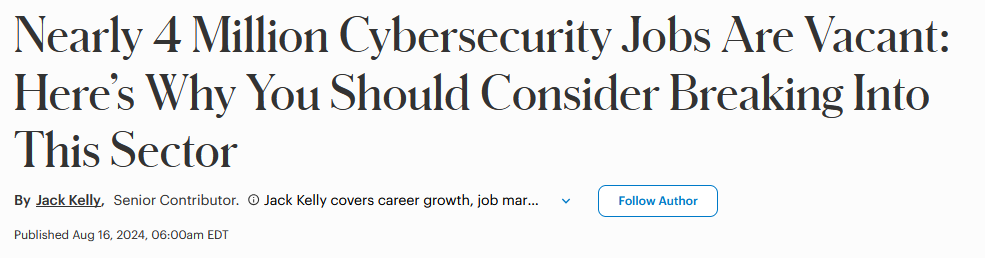 Nearly 4 Million Cybersecurity Jobs Are Vacant:
Here’s Why You Should Consider Breaking Into
This Sector
By Jack Kelly, Senior Contributor. ⓘ Jack Kelly covers career growth, job mar... Follow Author
Published Aug 16, 2024, 06:00am EDT